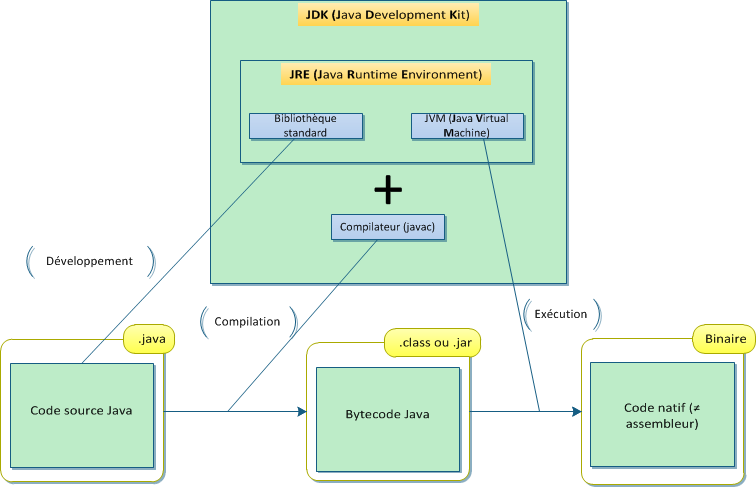 JDK (Java Development Kit)
JRE (Java Runtime Environment)
Bibliothèque
standard
JVM (Java Virtual
Machine)
+
Compilateur (javac)
Développement
Compilation
Exécution
.java
.class ou .jar
Binaire
Code source Java
Bytecode Java
Code natif (≠
assembleur)